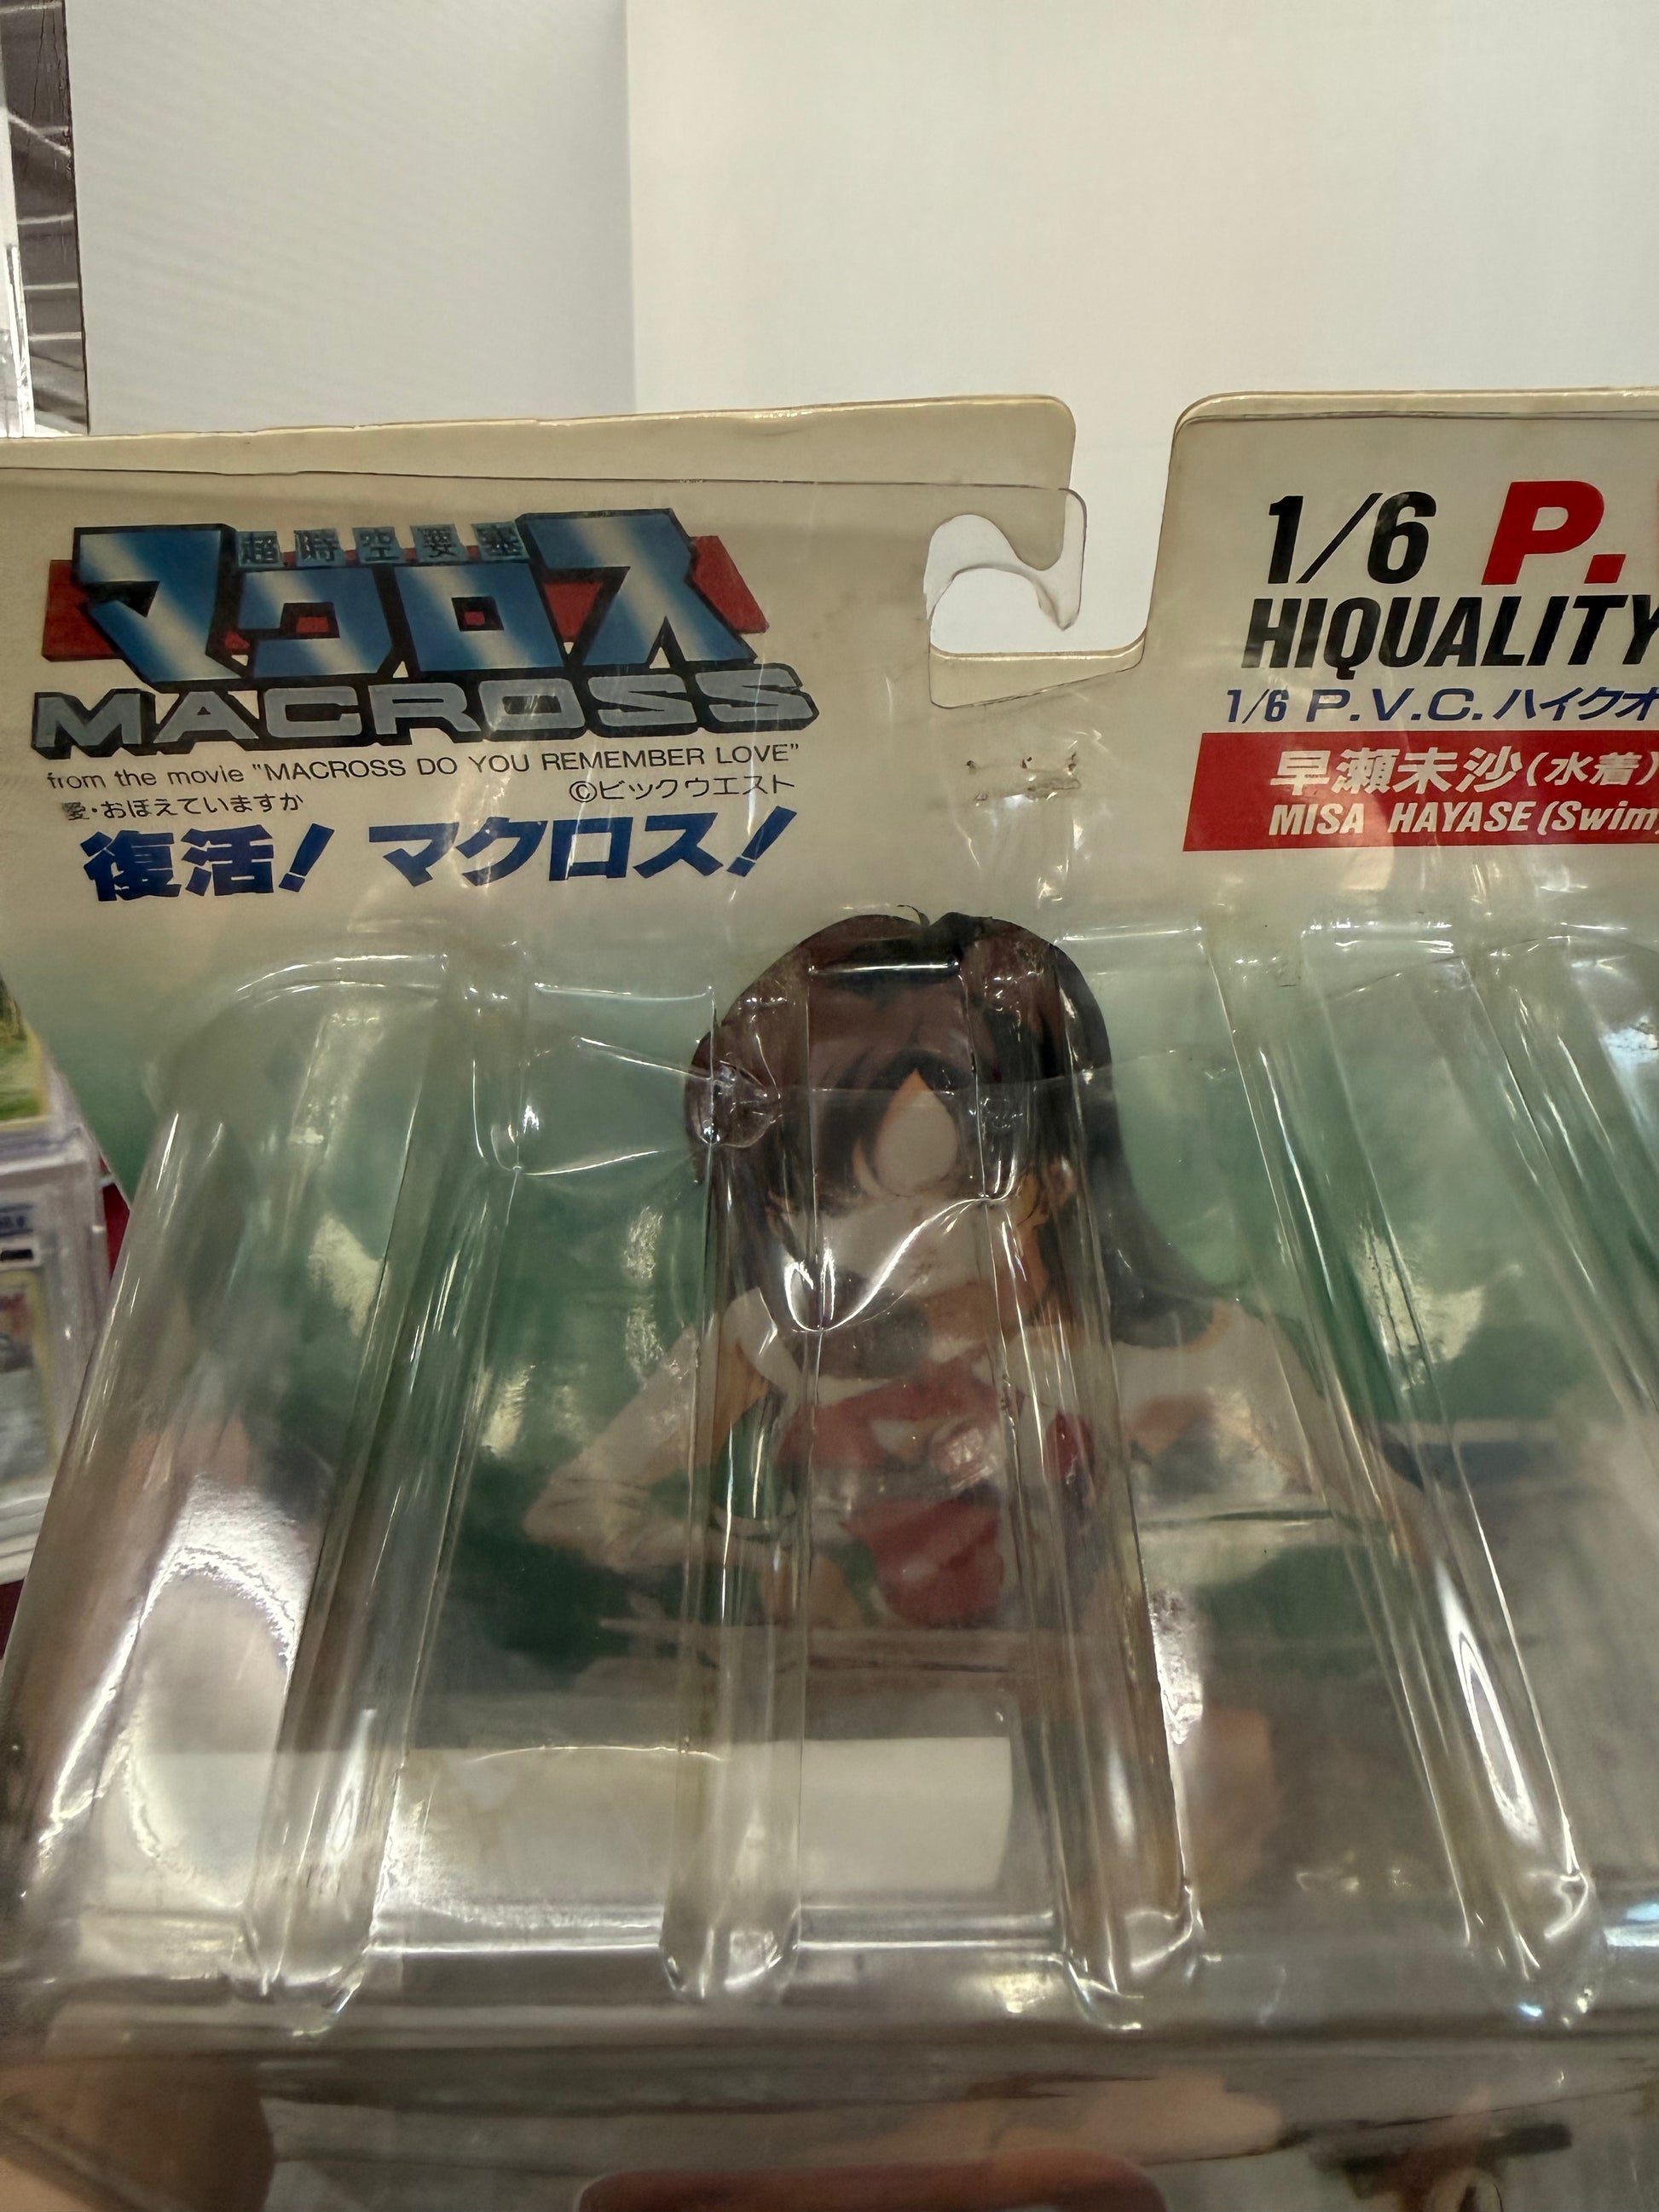 超時空要塞
マクロス
MACROSS
from the movie "MACROSS DO YOU REMEMBER LOVE"
愛・おぼえていますか
©ビックウエスト
復活！マクロス！
1/6 P.
HIQUALITY
1/6 P.V.C.ハイクオ
早瀬未沙(水着)
MISA HAYASE (Swim